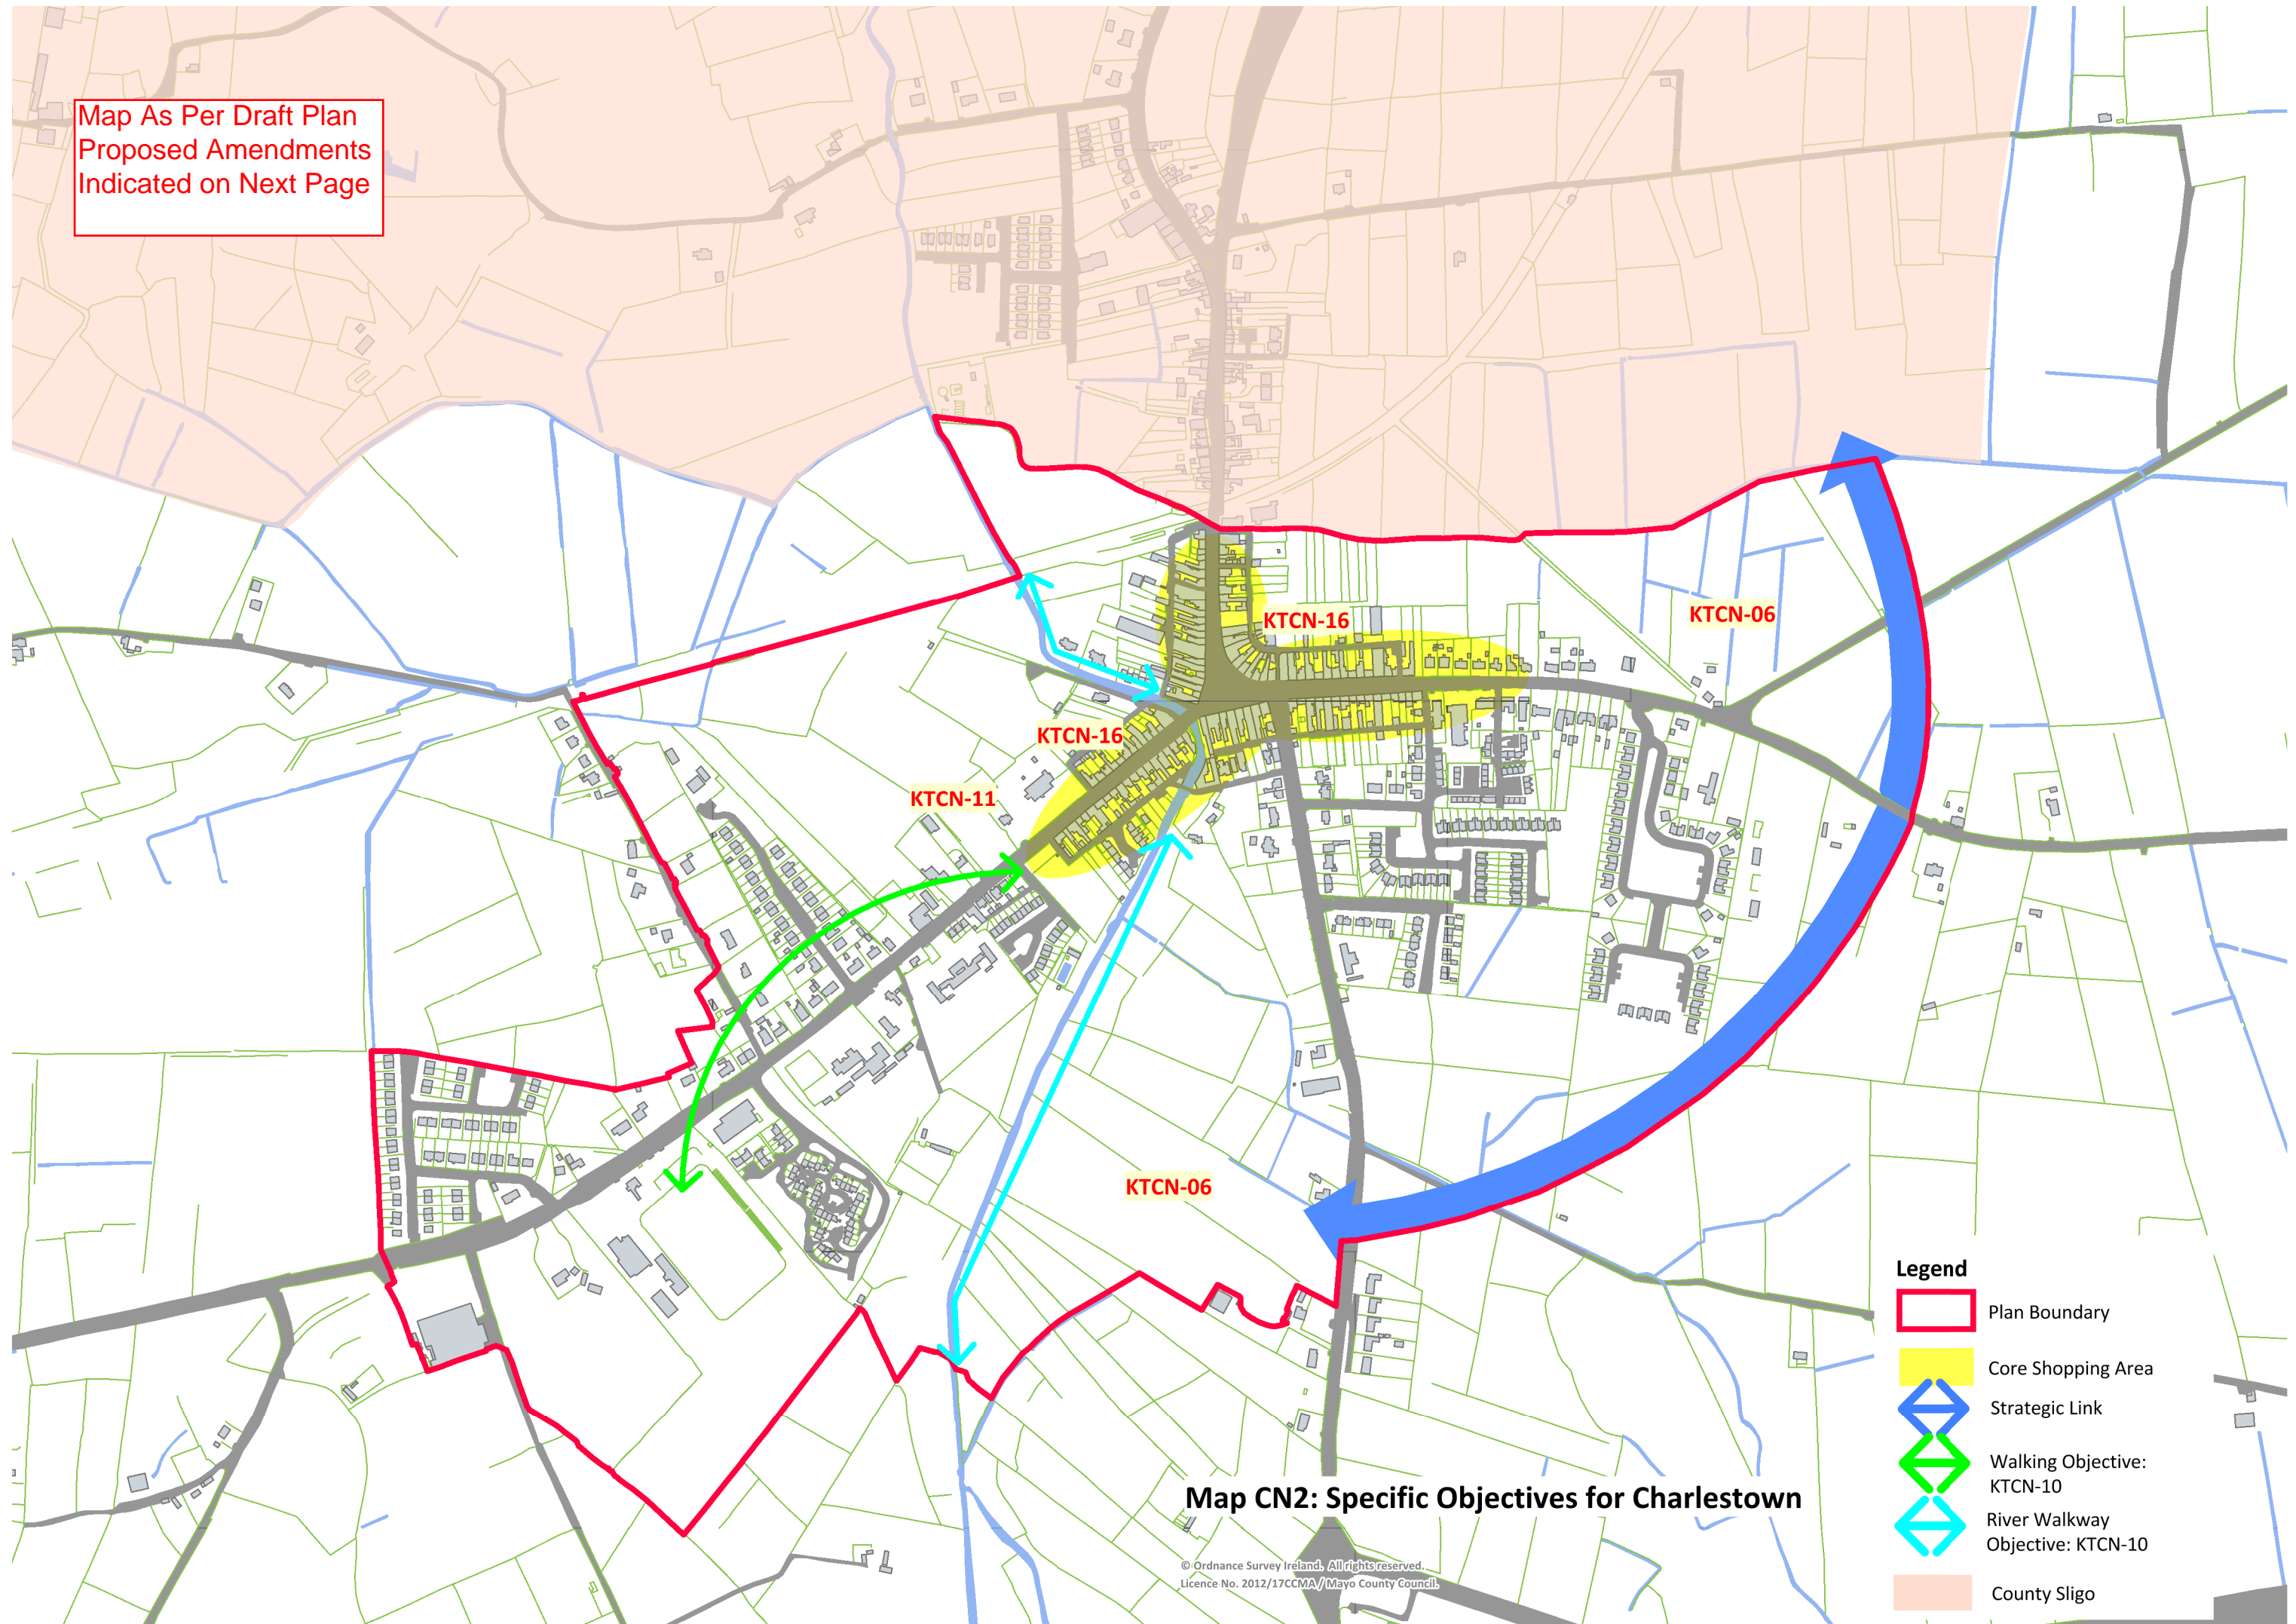 Map As Per Draft Plan
Proposed Amendments
Indicated on Next Page
KTCN-16
KTCN-06
KTCN-16
KTCN-11
KTCN-06
Legend
Plan Boundary
Core Shopping Area
Strategic Link
Walking Objective:
KTCN-10
River Walkway
Objective: KTCN-10
County Sligo
Map CN2: Specific Objectives for Charlestown
© Ordnance Survey Ireland. All rights reserved.
Licence No. 2012/17CCMA / Mayo County Council.